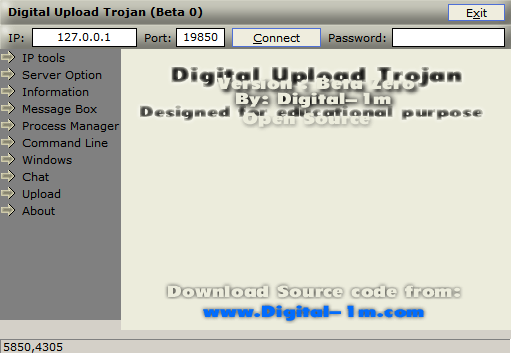 Digital Upload Trojan (Beta 0)
Exit
IP: 127.0.0.1 Port: 19850 Connect Password:
IP tools
Server Option
Information
Message Box
Process Manager
Command Line
Windows
Chat
Upload
About
Digital Upload Trojan
Version : Beta Zero
By: Digital-1m
Designed for educational purpose
Open Source
Download Source code from:
www.Digital-1m.com
5850,4305